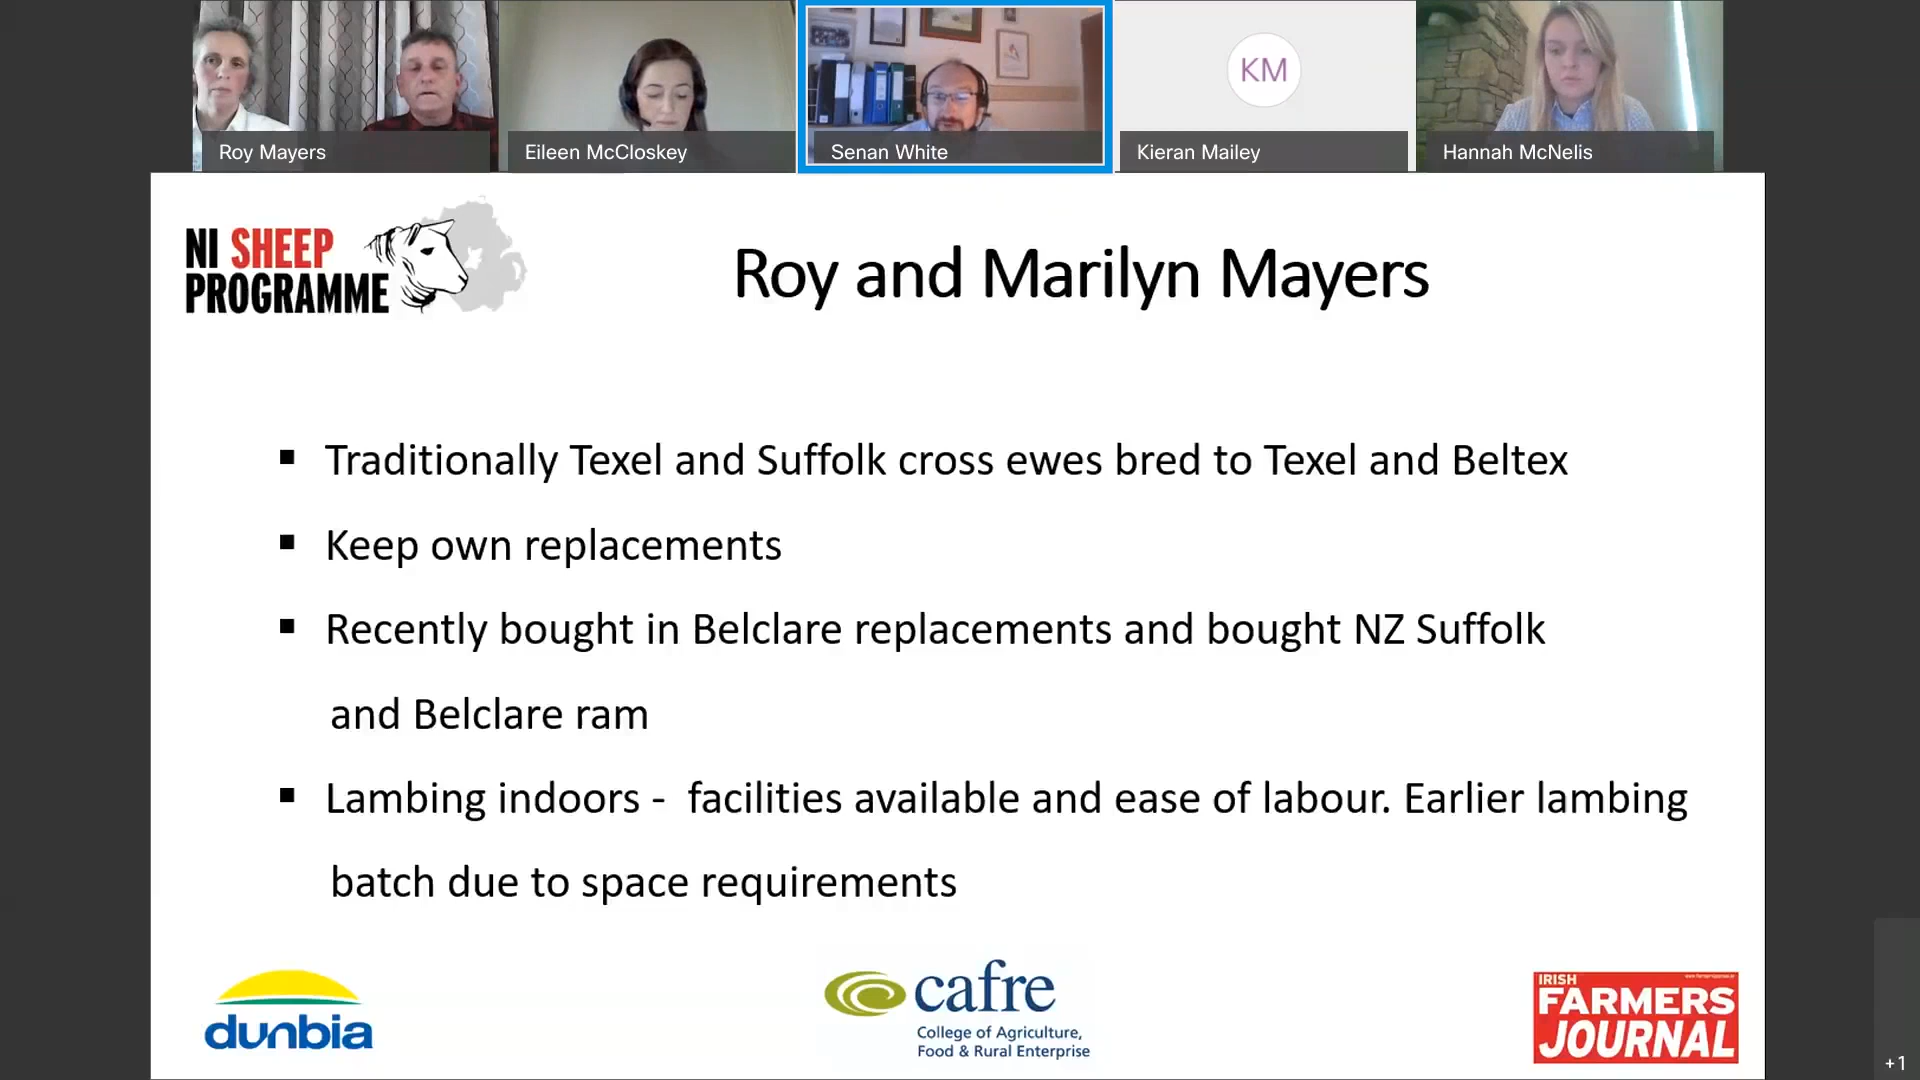 Roy Mayers
Eileen McCloskey
Senan White
KM
Kieran Mailey
Hannah McNelis
NI SHEEP
PROGRAMME
Roy and Marilyn Mayers
▪ Traditionally Texel and Suffolk cross ewes bred to Texel and Beltex
▪ Keep own replacements
▪ Recently bought in Belclare replacements and bought NZ Suffolk
and Belclare ram
▪ Lambing indoors - facilities available and ease of labour. Earlier lambing
batch due to space requirements
dunbia
cafre
College of Agriculture,
Food & Rural Enterprise
IRISH
FARMERS
JOURNAL
+1